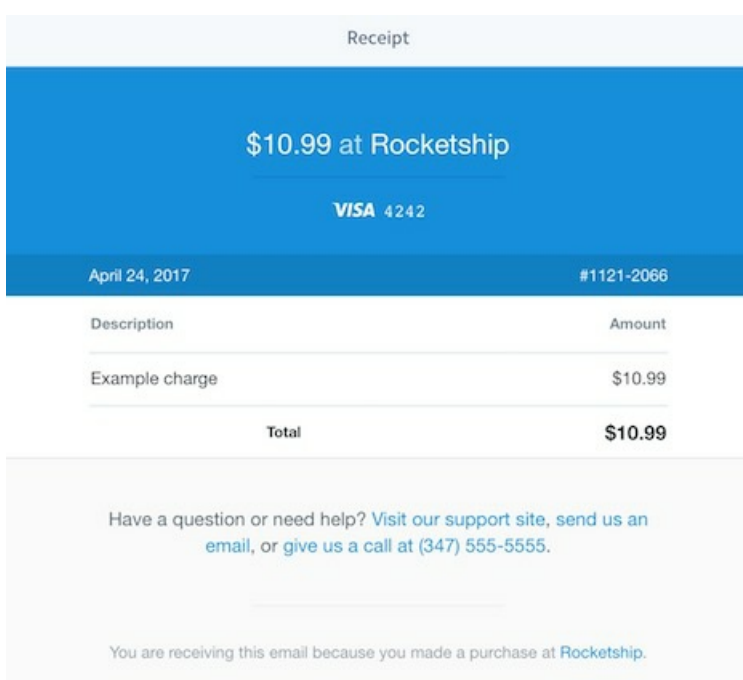 Receipt
$10.99 at Rocketship
VISA 4242
April 24, 2017 #1121-2066
Description Amount
Example charge $10.99
Total $10.99
Have a question or need help? Visit our support site, send us an
email, or give us a call at (347) 555-5555.
You are receiving this email because you made a purchase at Rocketship.